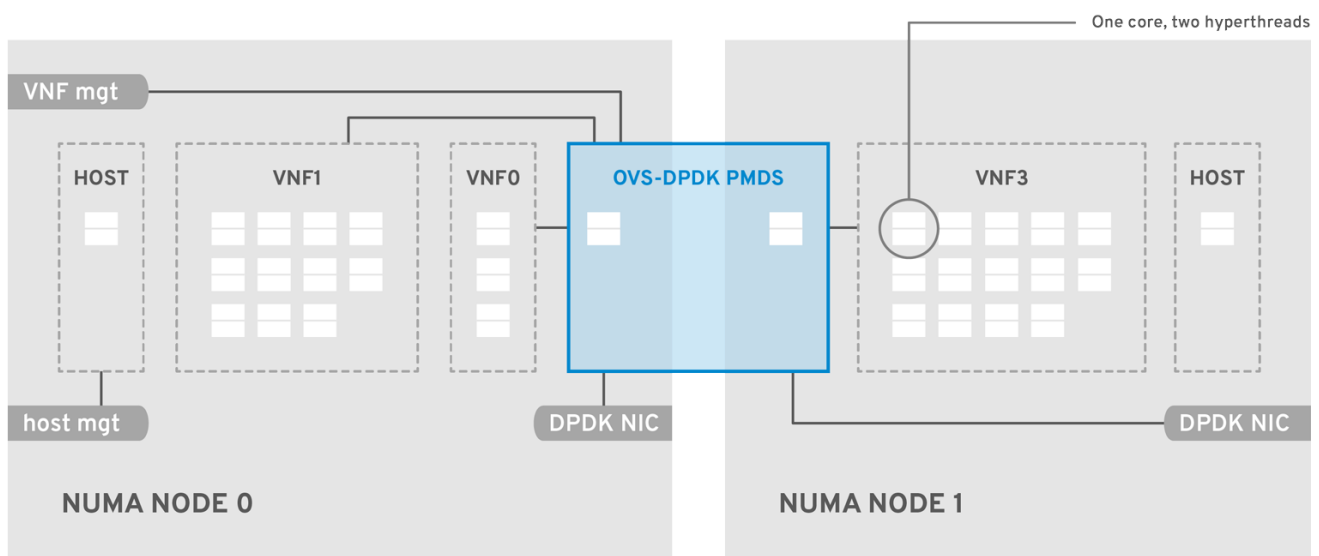 One core, two hyperthreads
VNF mgt
HOST
VNF1
VNF0
OVS-DPDK PMDS
VNF3
HOST
host mgt
DPDK NIC
DPDK NIC
NUMA NODE 0
NUMA NODE 1